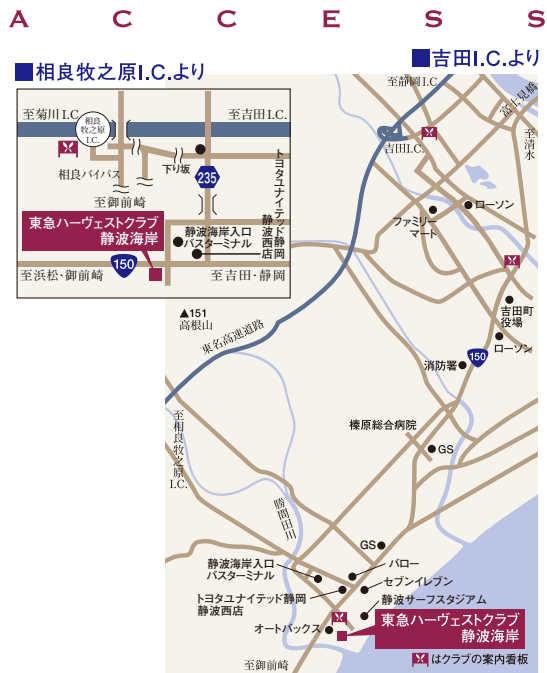 ACCESS
■相良牧之原I.C.より
■吉田I.C.より
至菊川I.C.
相良
牧之原
I.C.
至吉田I.C.
相良バイパス
下り坂
235
至御前崎
トヨタユナイテッド静岡
静波西店
東急ハーヴェストクラブ
静波海岸
静波海岸入口
バスターミナル
150
至浜松・御前崎
至吉田・静岡
至静岡I.C.
富士見橋
至清水
吉田I.C.
ローソン
ファミリー
マート
吉田町
役場
ローソン
▲151
高根山
東名高速道路
消防署
150
至相良牧之原I.C.
榛原総合病院
GS
勝間田川
GS
静波海岸入口
バスターミナル
バロー
トヨタユナイテッド静岡
静波西店
セブンイレブン
静波サーフスタジアム
オートバックス
東急ハーヴェストクラブ
静波海岸
至御前崎
はクラブの案内看板